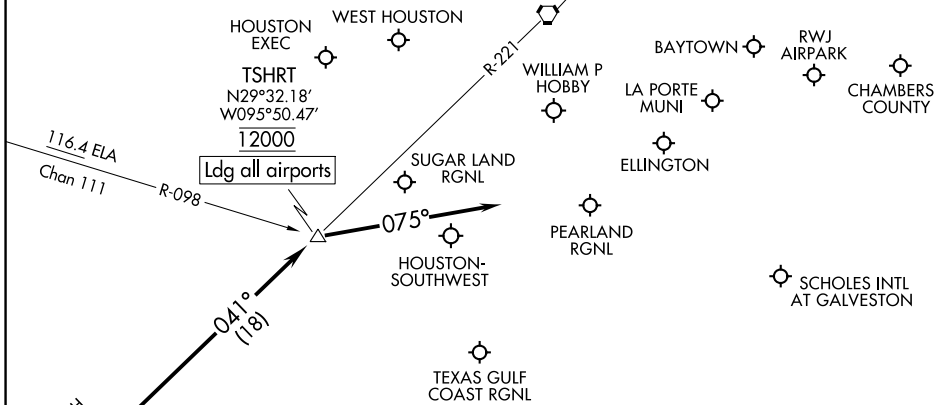 WEST HOUSTON
HOUSTON
EXEC
TSHRT
N29°32.18'
W095°50.47'
12000
Ldg all airports
R-221
WILLIAM P
HOBBY
BAYTOWN
RWJ
AIRPARK
LA PORTE
MUNI
CHAMBERS
COUNTY
ELLINGTON
116.4 ELA
Chan 111
R-098
SUGAR LAND
RGNL
075°
HOUSTON-
SOUTHWEST
PEARLAND
RGNL
SCHOLES INTL
AT GALVESTON
041°
(18)
TEXAS GULF
COAST RGNL